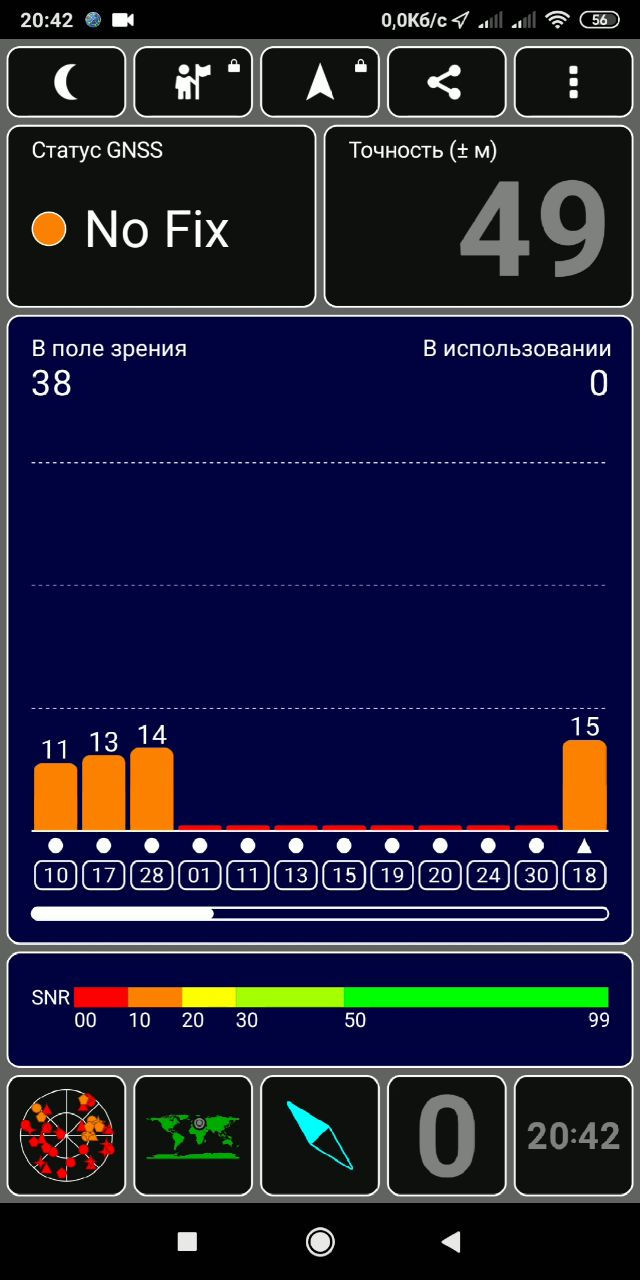 20:42 0,0Кб/с 56
Статус GNSS
No Fix
Точность (± м)
49
В поле зрения
38
В использовании
0
11 13 14 15
10 17 28 01 11 13 15 19 20 24 30 18
SNR
00 10 20 30 50 99
0
20:42